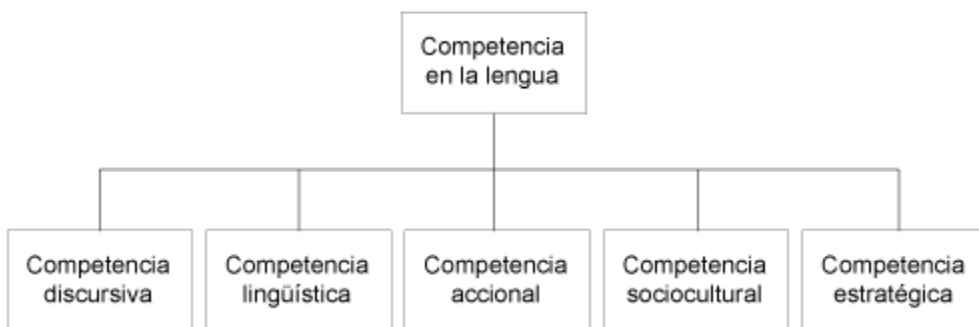 Competencia
en la lengua
Competencia
discursiva
Competencia
lingüística
Competencia
accional
Competencia
sociocultural
Competencia
estratégica